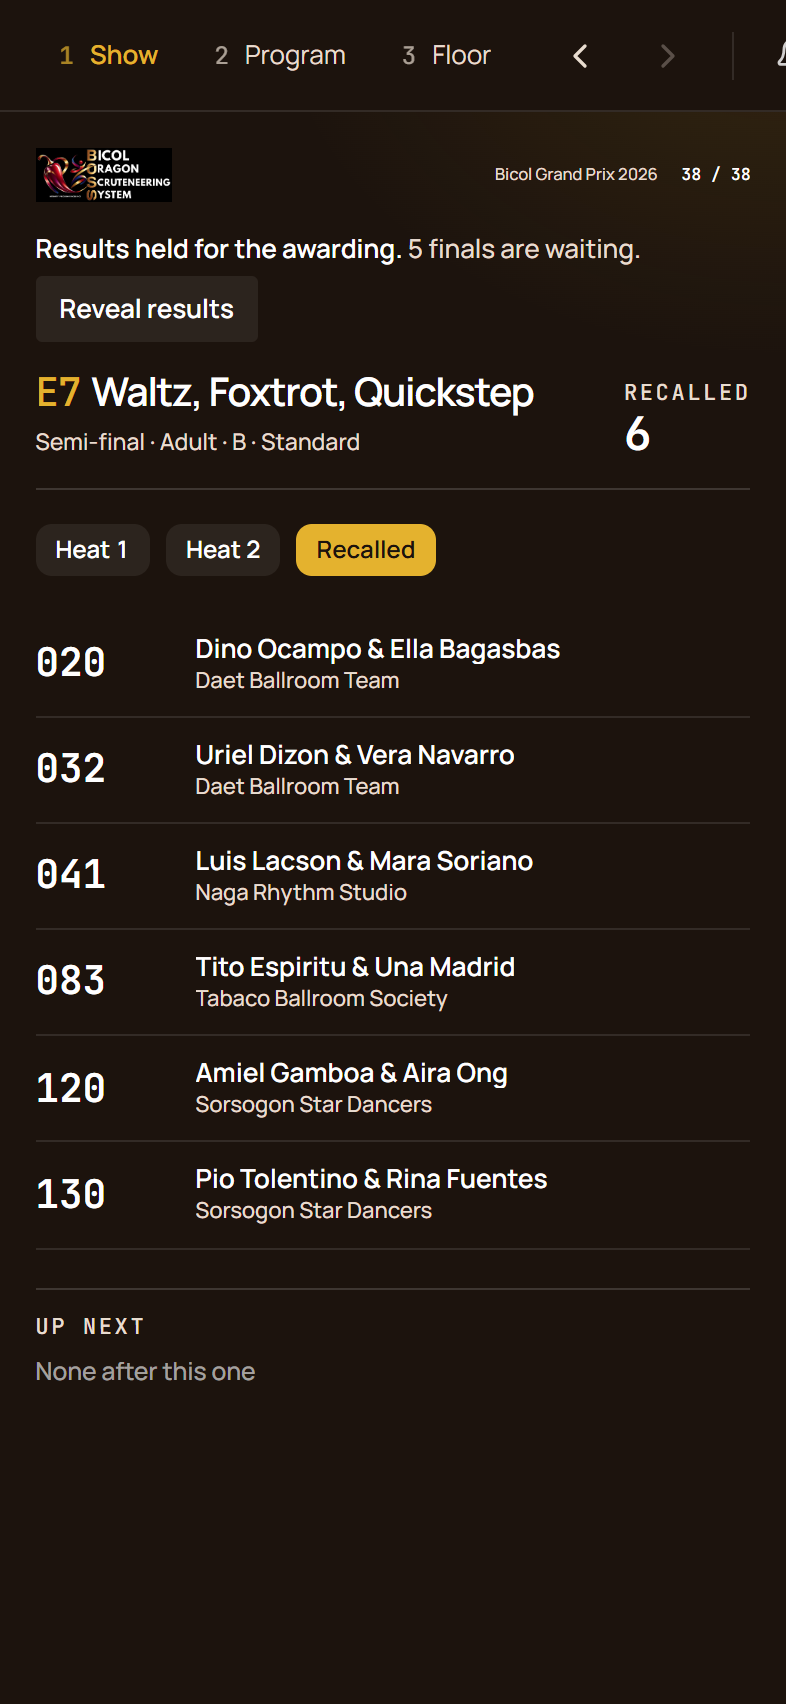 1 Show 2 Program 3 Floor
BICOL
DRAGON
SCRUTENEERING
SYSTEM
Bicol Grand Prix 2026 38 / 38
Results held for the awarding. 5 finals are waiting.
Reveal results
E7 Waltz, Foxtrot, Quickstep
RECALLED
6
Semi-final · Adult · B · Standard
Heat 1 Heat 2 Recalled
020 Dino Ocampo & Ella Bagasbas
Daet Ballroom Team
032 Uriel Dizon & Vera Navarro
Daet Ballroom Team
041 Luis Lacson & Mara Soriano
Naga Rhythm Studio
083 Tito Espiritu & Una Madrid
Tabaco Ballroom Society
120 Amiel Gamboa & Aira Ong
Sorsogon Star Dancers
130 Pio Tolentino & Rina Fuentes
Sorsogon Star Dancers
UP NEXT
None after this one